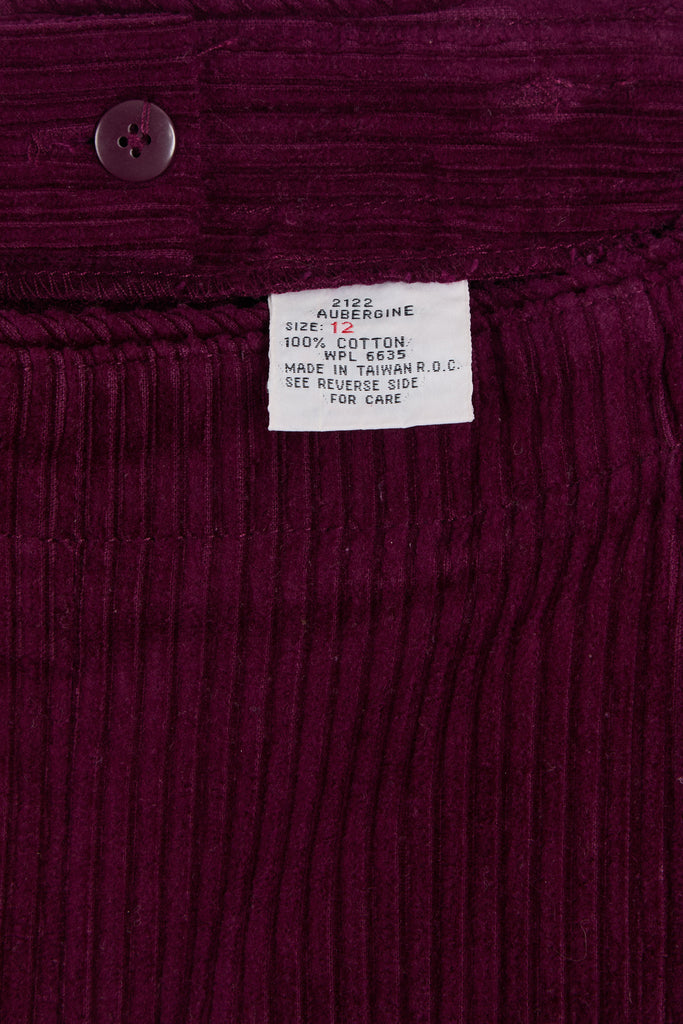 2122
AUBERGINE
SIZE: 12
100% COTTON
WPL 6635
MADE IN TAIWAN R.O.C.
SEE REVERSE SIDE
FOR CARE